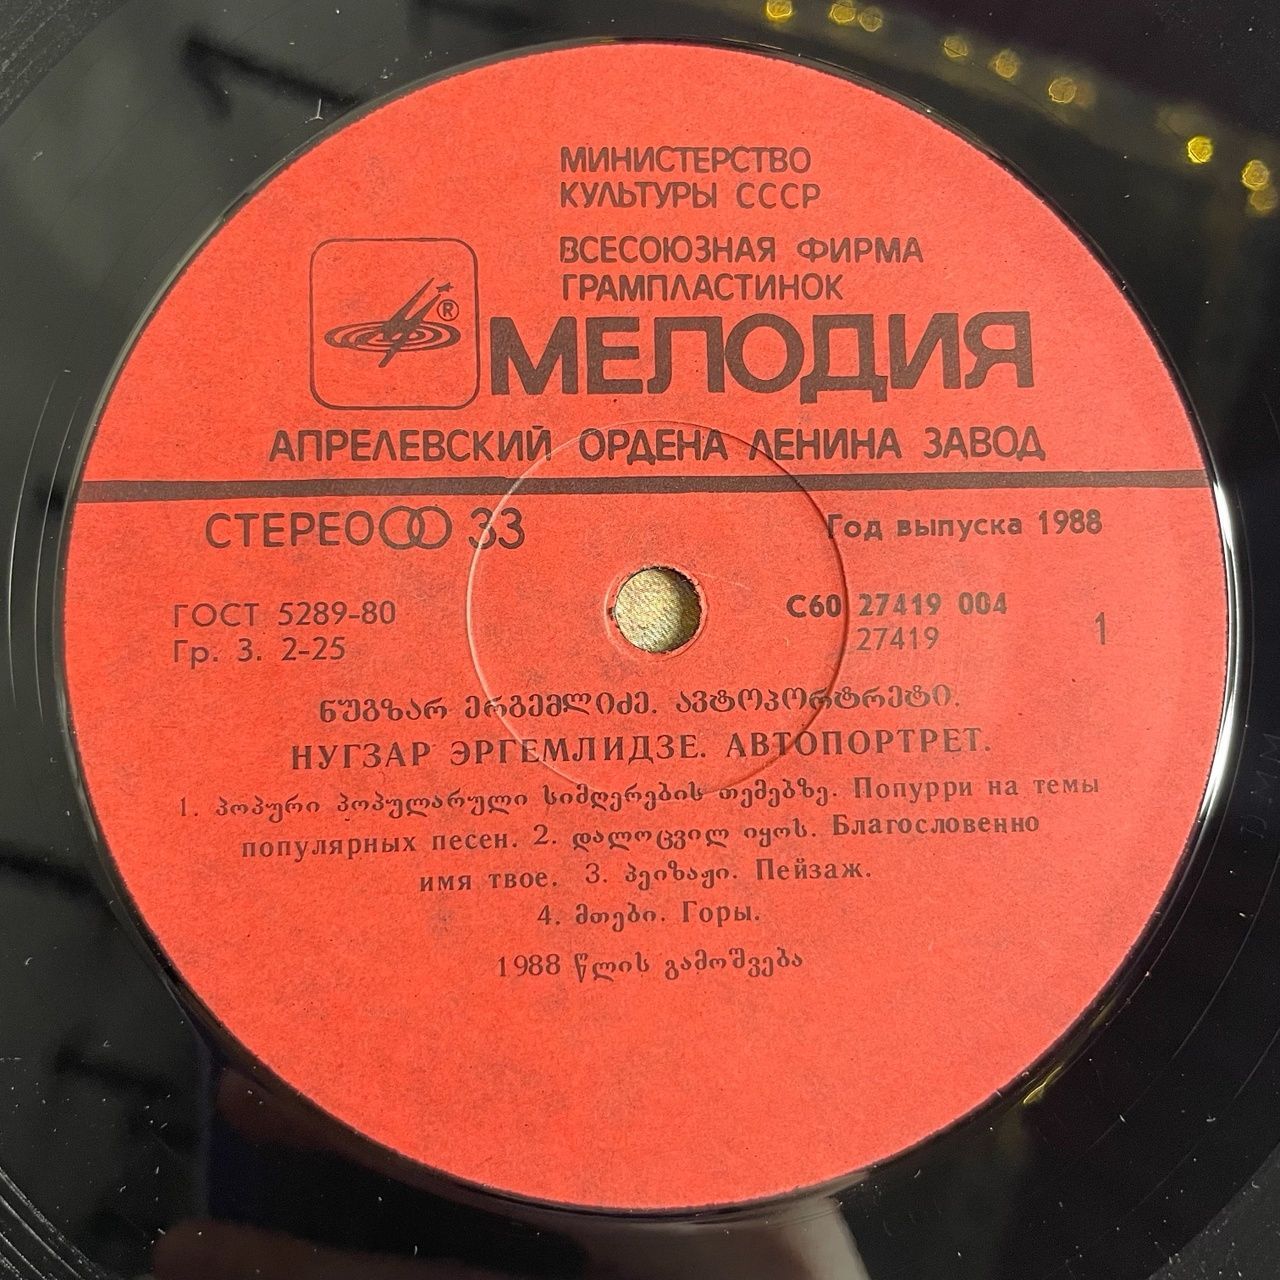 МИНИСТЕРСТВО
КУЛЬТУРЫ СССР
ВСЕСОЮЗНАЯ ФИРМА
ГРАМПЛАСТИНОК
®
МЕЛОДИЯ
АПРЕЛЕВСКИЙ ОРДЕНА ЛЕНИНА ЗАВОД
СТЕРЕО 33
Год выпуска 1988
ГОСТ 5289-80
Гр. 3. 2-25
С60 27419 004
27419
1
ნუგზარ ერგემლიძე. ავტოპორტრეტი.
НУГЗАР ЭРГЕМЛИДЗЕ. АВТОПОРТРЕТ.
1. პოპური პოპულარული სიმღერების თემებზე. Попурри на темы
популярных песен. 2. დალოცვილ იყოს. Благословенно
имя твое. 3. პეიზაჟი. Пейзаж.
4. მთები. Горы.
1988 წლის გამოშვება